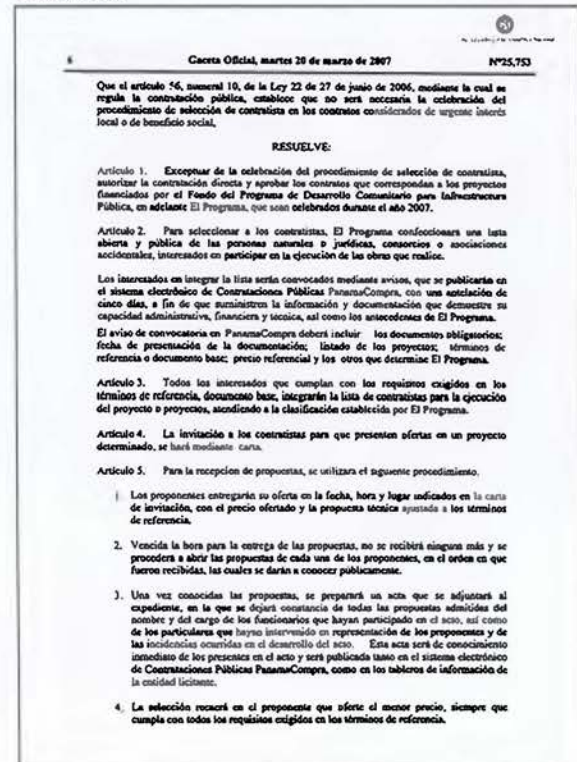 6 Gaceta Oficial, martes 20 de marzo de 2007 Nº25,753
Que el artículo 56, numeral 10, de la Ley 22 de 27 de junio de 2006, mediante la cual se
regula la contratación pública, establece que no será necesaria la celebración del
procedimiento de selección de contratista en los contratos considerados de urgente interés
local o de beneficio social,
RESUELVE:
Artículo 1. Exceptuar de la celebración del procedimiento de selección de contratista,
autorizar la contratación directa y aprobar los contratos que correspondan a los proyectos
financiados por el Fondo del Programa de Desarrollo Comunitario para Infraestructura
Pública, en adelante El Programa, que sean celebrados durante el año 2007.
Artículo 2. Para seleccionar a los contratistas, El Programa confeccionara una lista
abierta y pública de las personas naturales o jurídicas, consorcios o asociaciones
accidentales, interesados en participar en la ejecución de las obras que realice.
Los interesados en integrar la lista serán convocados mediante avisos, que se publicarán en
el sistema electrónico de Contrataciones Públicas PanamaCompra, con una antelación de
cinco días, a fin de que suministren la información y documentación que demuestre su
capacidad administrativa, financiera y técnica, así como los antecedentes de El Programa.
El aviso de convocatoria en PanamaCompra deberá incluir los documentos obligatorios;
fecha de presentación de la documentación; listado de los proyectos; términos de
referencia o documento base; precio referencial y los otros que determine El Programa.
Artículo 3. Todos los interesados que cumplan con los requisitos exigidos en los
términos de referencia, documento base, integrarán la lista de contratistas para la ejecución
del proyecto o proyectos, atendiendo a la clasificación establecida por El Programa.
Artículo 4. La invitación a los contratistas para que presenten ofertas en un proyecto
determinado, se hará mediante carta.
Artículo 5. Para la recepcion de propuestas, se utilizara el siguiente procedimiento.
1. Los proponentes entregarán su oferta en la fecha, hora y lugar indicados en la carta
de invitación, con el precio ofertado y la propuesta técnica ajustada a los términos
de referencia.
2. Vencida la hora para la entrega de las propuestas, no se recibirá ninguna más y se
procederá a abrir las propuestas de cada una de los proponentes, en el orden en que
fueron recibidas, las cuales se darán a conocer públicamente.
3. Una vez conocidas las propuestas, se preparará un acta que se adjuntará al
expediente, en la que se dejará constancia de todas las propuestas admitidas del
nombre y del cargo de los funcionarios que hayan participado en el acto, así como
de los particulares que hayan intervenido en representación de los proponentes y de
las incidencias ocurridas en el desarrollo del acto. Esta acta será de conocimiento
inmediato de los presentes en el acto y será publicada tanto en el sistema electrónico
de Contrataciones Públicas PanamaCompra, como en los tableros de información de
la entidad licitante.
4. La selección recaerá en el proponente que oferte el menor precio, siempre que
cumpla con todos los requisitos exigidos en los términos de referencia.